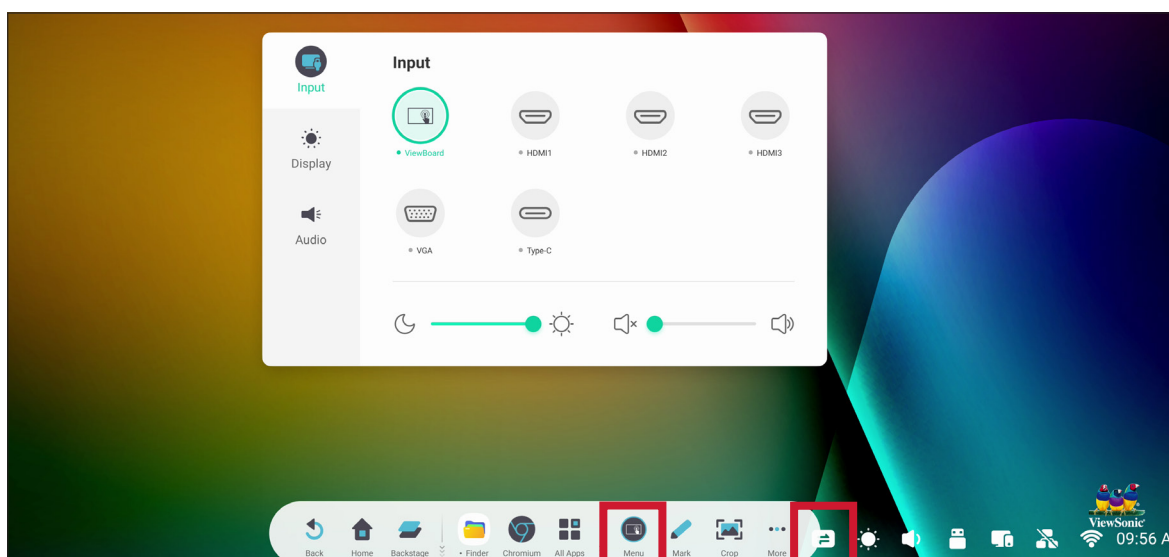 Input
Input
ViewBoard
HDMI1
HDMI2
HDMI3
Display
Audio
VGA
Type-C
Back
Home
Backstage
• Finder
Chromium
All Apps
Menu
Mark
Crop
More
ViewSonic
09:56 A